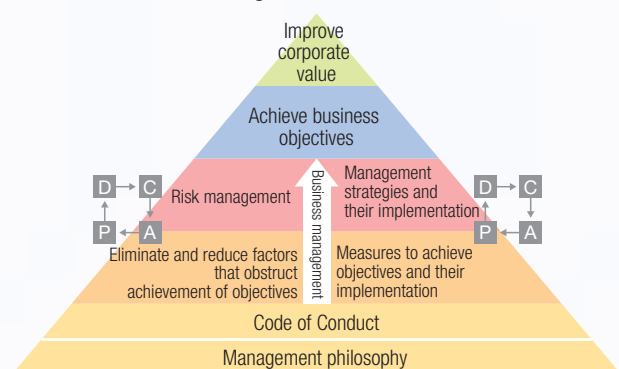 Improve
corporate
value
Achieve business
objectives
D C
P A
Risk management
Business management
Management
strategies and
their implementation
D C
P A
Eliminate and reduce factors
that obstruct
achievement of objectives
Measures to achieve
objectives and their
implementation
Code of Conduct
Management philosophy